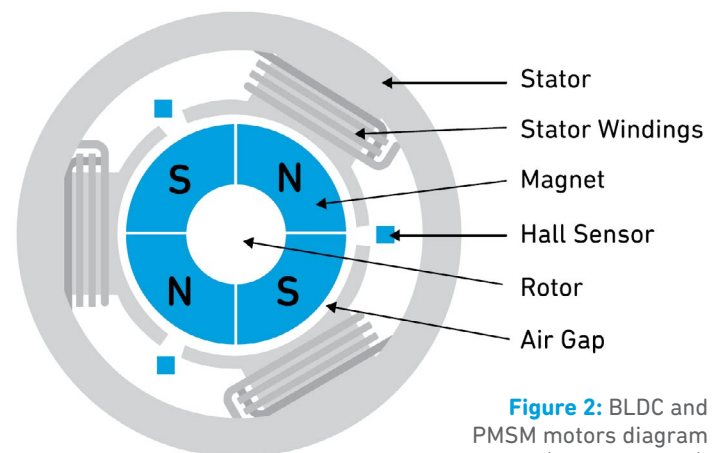 Stator
Stator Windings
S
N
Magnet
Hall Sensor
N
S
Rotor
Air Gap
Figure 2: BLDC and
PMSM motors diagram